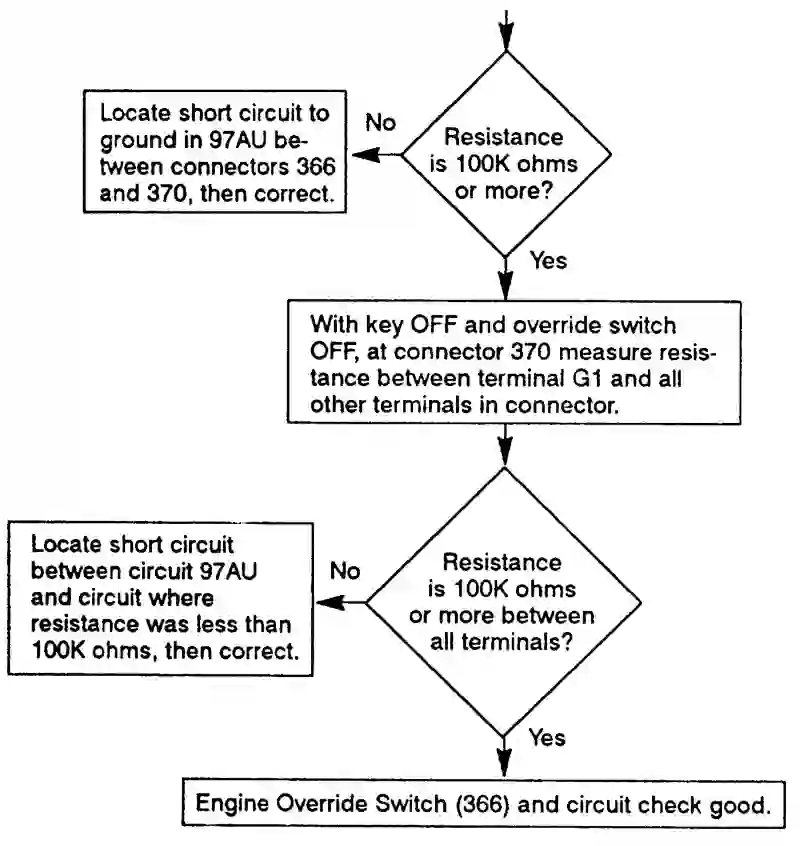 Resistance
is 100K ohms
or more?
No
Locate short circuit to
ground in 97AU be-
tween connectors 366
and 370, then correct.
Yes
With key OFF and override switch
OFF, at connector 370 measure resis-
tance between terminal G1 and all
other terminals in connector.
Resistance
is 100K ohms
or more between
all terminals?
No
Locate short circuit
between circuit 97AU
and circuit where
resistance was less than
100K ohms, then correct.
Yes
Engine Override Switch (366) and circuit check good.